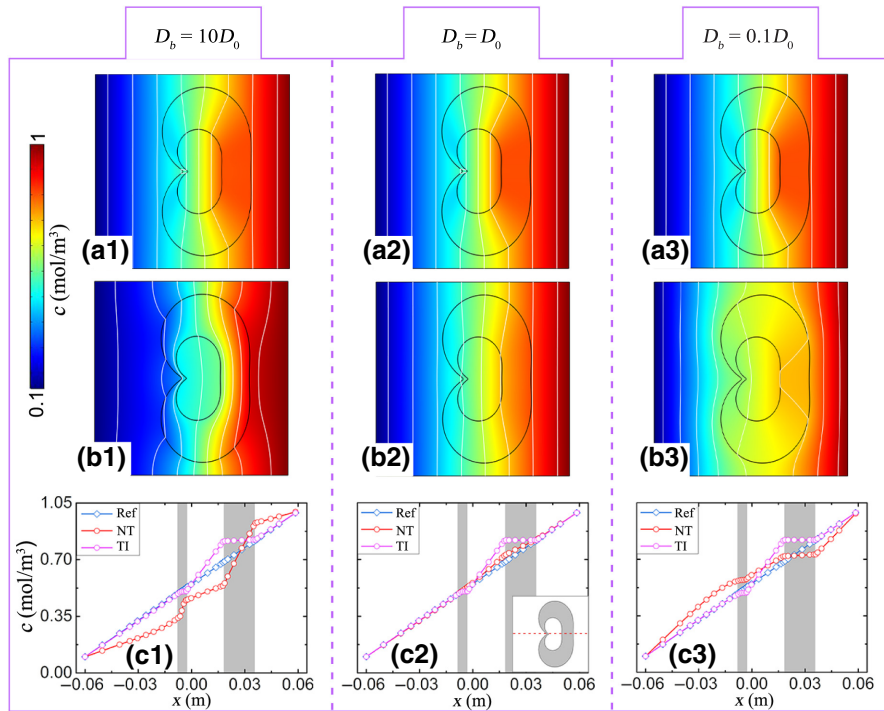 D_b = 10D_0
D_b = D_0
D_b = 0.1D_0
1
c (mol/m³)
0.1
(a1)
(a2)
(a3)
(b1)
(b2)
(b3)
1.05
0.70
0.35
0.00
c (mol/m³)
Ref
NT
TI
(c1)
−0.06 −0.03 0.00 0.03 0.06
x (m)
Ref
NT
TI
(c2)
−0.06 −0.03 0.00 0.03 0.06
x (m)
Ref
NT
TI
(c3)
−0.06 −0.03 0.00 0.03 0.06
x (m)